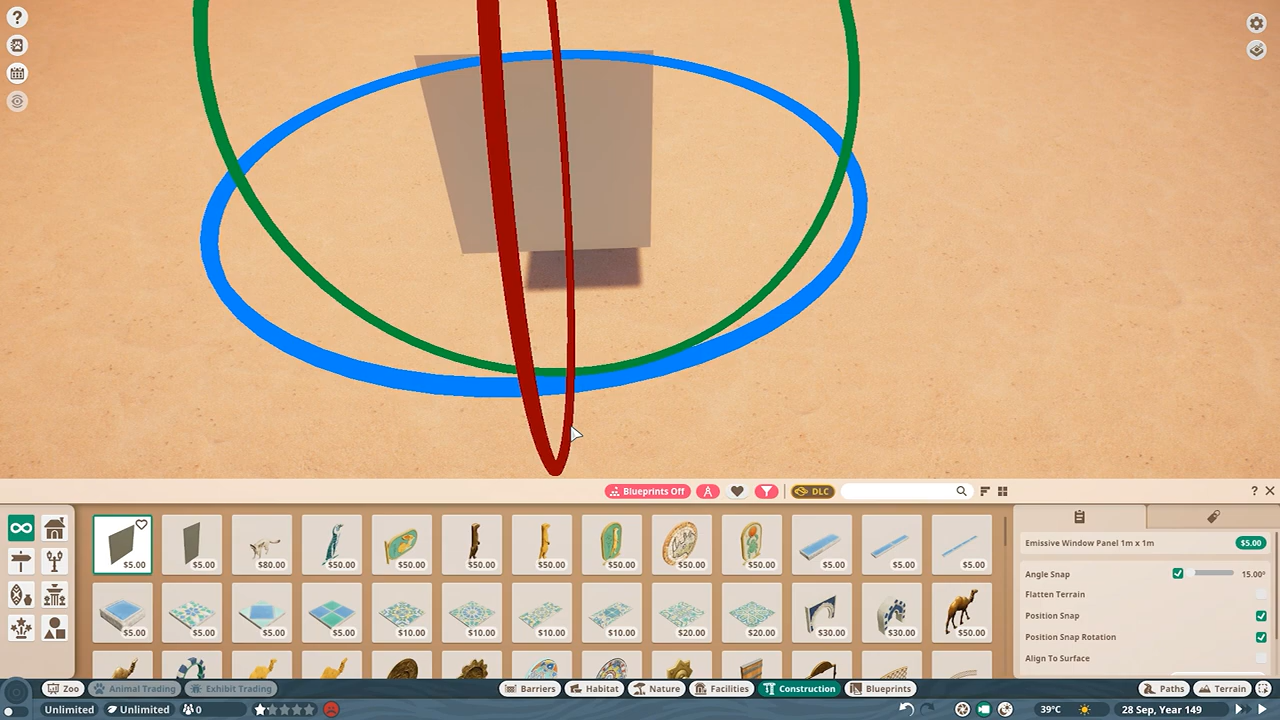 Blueprints Off
DLC
$5.00 $5.00 $80.00 $50.00 $50.00 $50.00 $50.00 $50.00 $50.00 $50.00 $5.00 $5.00 $5.00
$5.00 $5.00 $5.00 $5.00 $10.00 $10.00 $10.00 $10.00 $20.00 $20.00 $30.00 $30.00 $50.00
Emissive Window Panel 1m x 1m $5.00
Angle Snap 15.00°
Flatten Terrain
Position Snap
Position Snap Rotation
Align To Surface
Zoo Animal Trading Exhibit Trading Barriers Habitat Nature Facilities Construction Blueprints Paths Terrain
Unlimited Unlimited 0 39°C 28 Sep, Year 149